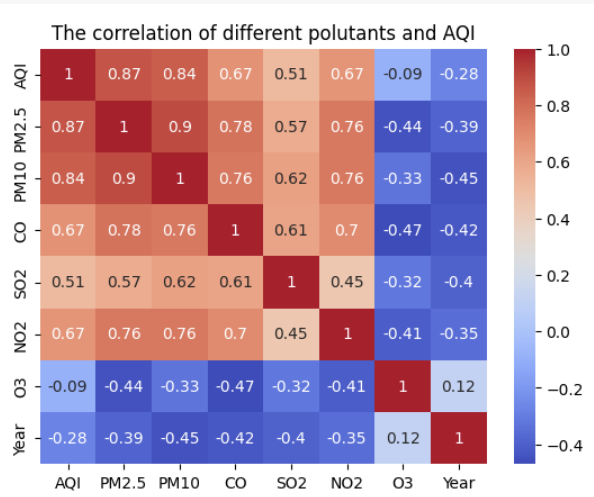 The correlation of different polutants and AQI
AQI 1 0.87 0.84 0.67 0.51 0.67 -0.09 -0.28
PM2.5 0.87 1 0.9 0.78 0.57 0.76 -0.44 -0.39
PM10 0.84 0.9 1 0.76 0.62 0.76 -0.33 -0.45
CO 0.67 0.78 0.76 1 0.61 0.7 -0.47 -0.42
SO2 0.51 0.57 0.62 0.61 1 0.45 -0.32 -0.4
NO2 0.67 0.76 0.76 0.7 0.45 1 -0.41 -0.35
O3 -0.09 -0.44 -0.33 -0.47 -0.32 -0.41 1 0.12
Year -0.28 -0.39 -0.45 -0.42 -0.4 -0.35 0.12 1
AQI PM2.5 PM10 CO SO2 NO2 O3 Year
1.0
0.8
0.6
0.4
0.2
0.0
−0.2
−0.4